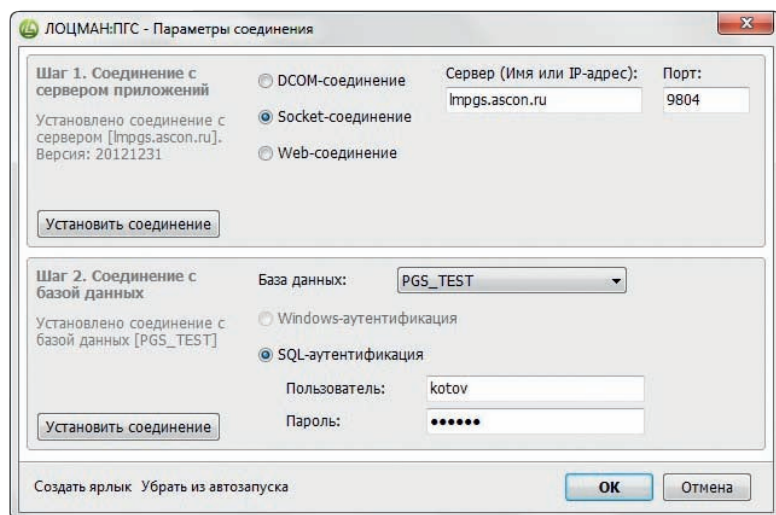 ЛОЦМАН:ПГС - Параметры соединения
Шаг 1. Соединение с
сервером приложений
Установлено соединение с
сервером [lmpgs.ascon.ru].
Версия: 20121231
Установить соединение
DCOM-соединение
Socket-соединение
Web-соединение
Сервер (Имя или IP-адрес):
lmpgs.ascon.ru
Порт:
9804
Шаг 2. Соединение с
базой данных
Установлено соединение с
базой данных [PGS_TEST]
Установить соединение
База данных: PGS_TEST
Windows-аутентификация
SQL-аутентификация
Пользователь: kotov
Пароль: ●●●●●●
Создать ярлык Убрать из автозапуска
ОК Отмена